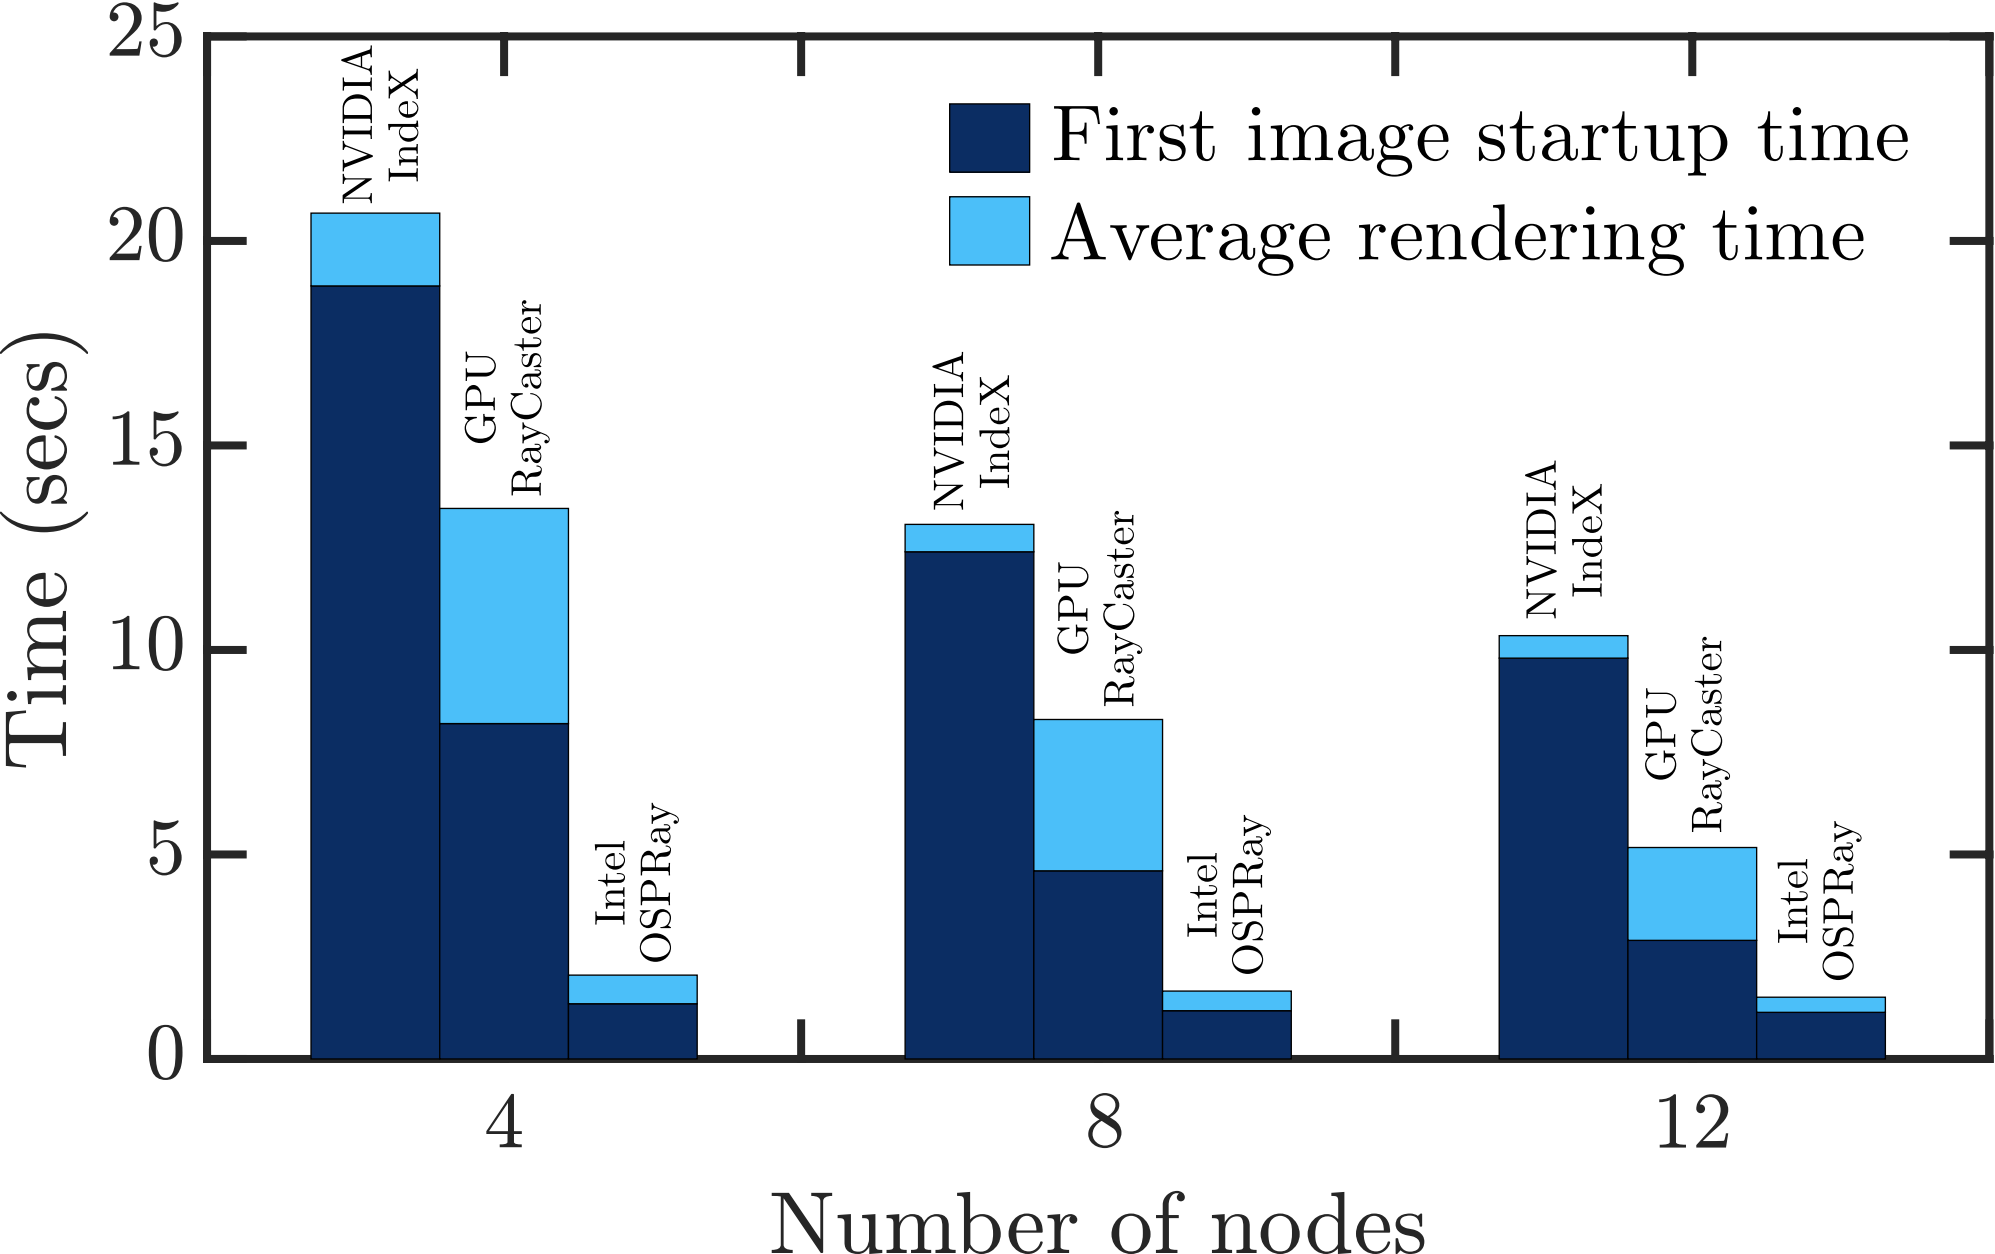 25
20
15
10
5
0
Time (secs)
First image startup time
Average rendering time
NVIDIA
IndeX
GPU
RayCaster
Intel
OSPRay
NVIDIA
IndeX
GPU
RayCaster
Intel
OSPRay
NVIDIA
IndeX
GPU
RayCaster
Intel
OSPRay
4
8
12
Number of nodes